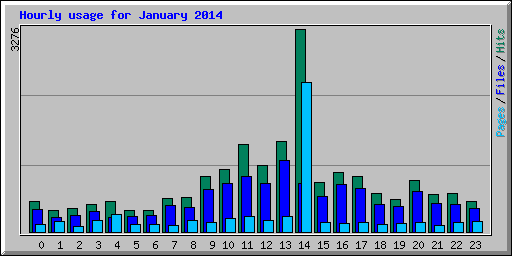 Hourly usage for January 2014
3276
Pages / Files / Hits
0 1 2 3 4 5 6 7 8 9 10 11 12 13 14 15 16 17 18 19 20 21 22 23